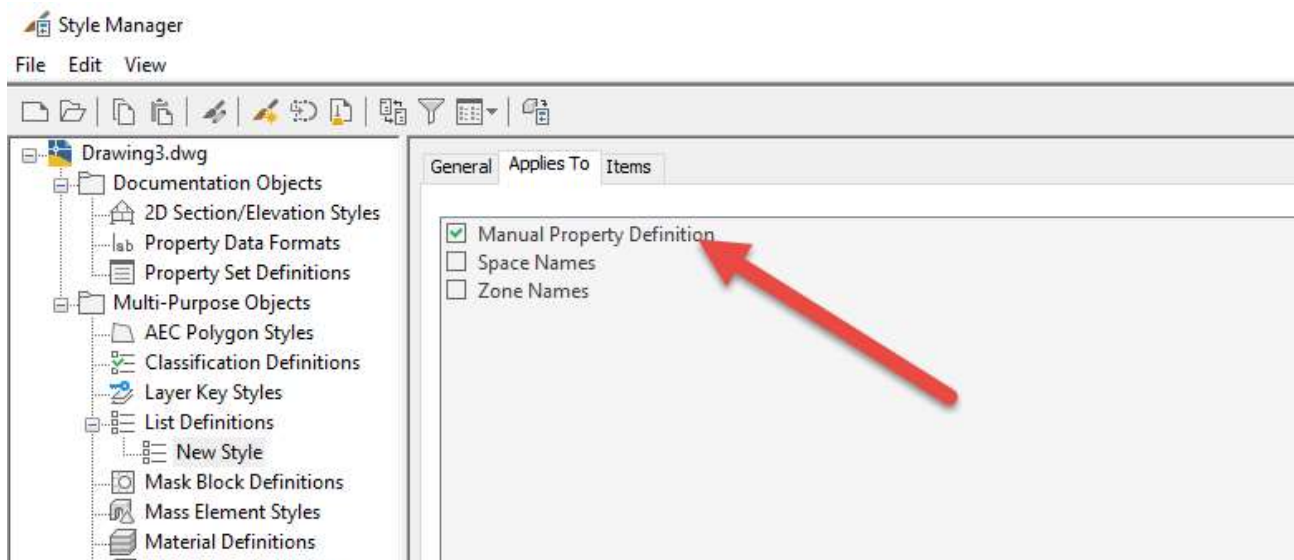 Style Manager
File Edit View
Drawing3.dwg
Documentation Objects
2D Section/Elevation Styles
Property Data Formats
Property Set Definitions
Multi-Purpose Objects
AEC Polygon Styles
Classification Definitions
Layer Key Styles
List Definitions
New Style
Mask Block Definitions
Mass Element Styles
Material Definitions
General Applies To Items
Manual Property Definition
Space Names
Zone Names